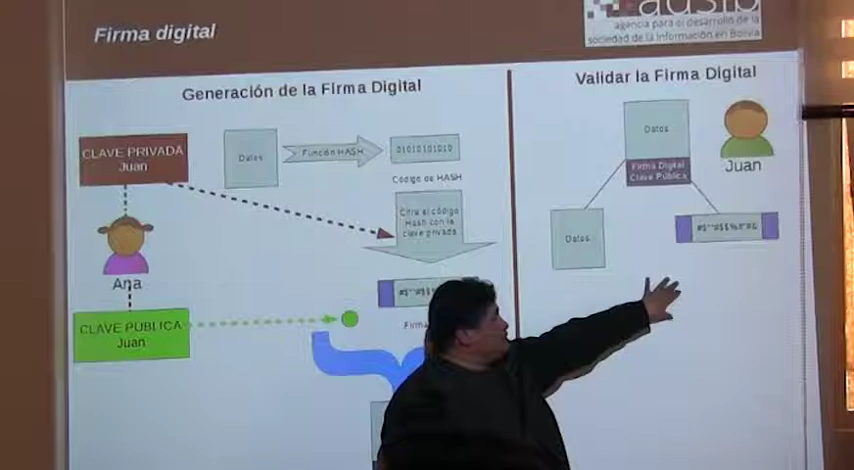 Firma digital
adsib
agencia para el desarrollo de la
sociedad de la información en Bolivia
Generación de la Firma Digital
CLAVE PRIVADA
Juan
Datos
Función HASH
01010101010
Código de HASH
Cifra el código
Hash con la
clave privada
Ana
CLAVE PÚBLICA
Juan
Firma
Validar la Firma Digital
Datos
Firma Digital
Clave Pública
Juan
Datos